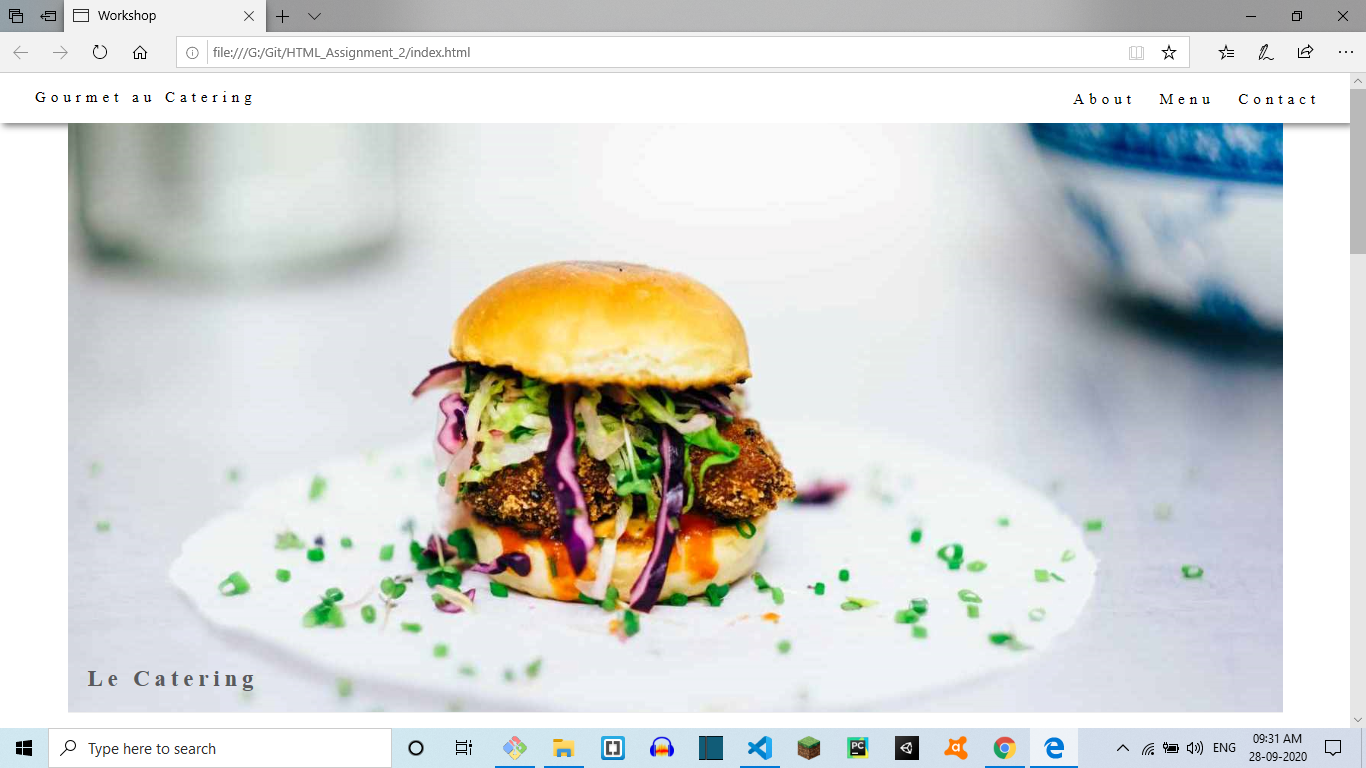 Workshop
file:///G:/Git/HTML_Assignment_2/index.html
Gourmet au Catering
About Menu Contact
Le Catering
Type here to search
PC
ENG
09:31 AM
28-09-2020